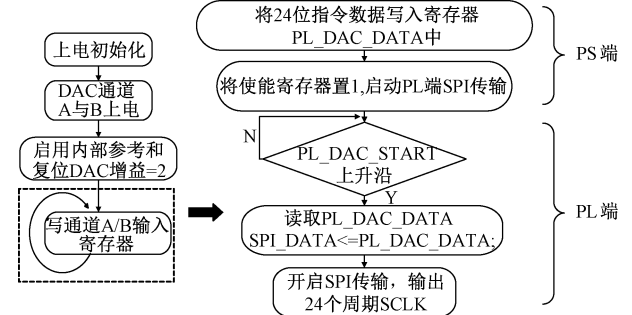 上电初始化
DAC通道
A与B上电
启用内部参考和
复位DAC增益=2
写通道A/B输入
寄存器
将24位指令数据写入寄存器
PL_DAC_DATA中
将使能寄存器置1,启动PL端SPI传输
N
PL_DAC_START
上升沿
Y
读取PL_DAC_DATA
SPI_DATA<=PL_DAC_DATA;
开启SPI传输，输出
24个周期SCLK
PS端
PL端